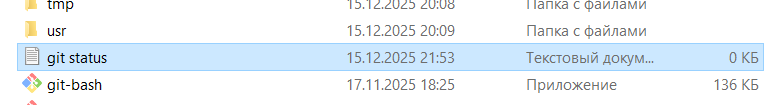 tmp 15.12.2025 20:08 Папка с файлами
usr 15.12.2025 20:09 Папка с файлами
git status 15.12.2025 21:53 Текстовый докум... 0 КБ
git-bash 17.11.2025 18:25 Приложение 136 КБ